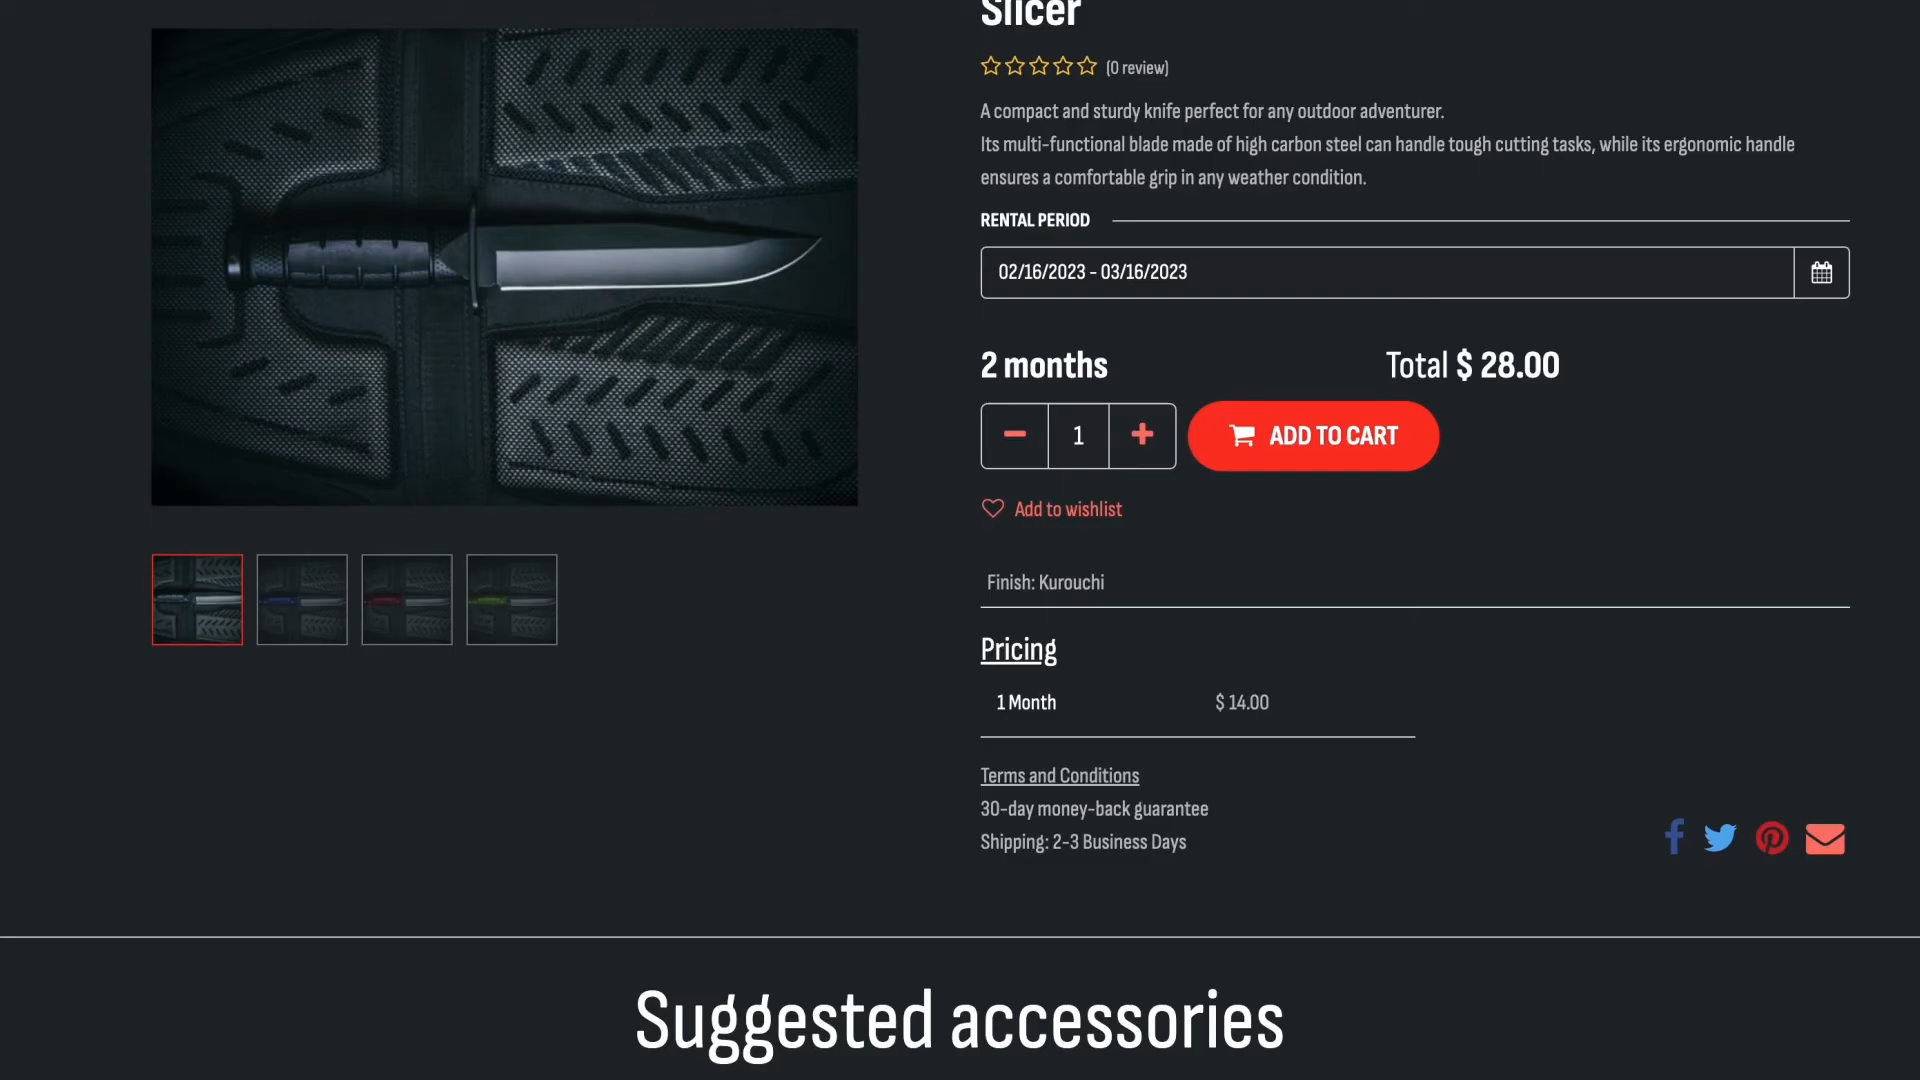 Slicer
(0 review)
A compact and sturdy knife perfect for any outdoor adventurer.
Its multi-functional blade made of high carbon steel can handle tough cutting tasks, while its ergonomic handle
ensures a comfortable grip in any weather condition.
RENTAL PERIOD
02/16/2023 - 03/16/2023
2 months
Total $ 28.00
1
ADD TO CART
Add to wishlist
Finish: Kurouchi
Pricing
1 Month
$ 14.00
Terms and Conditions
30-day money-back guarantee
Shipping: 2-3 Business Days
Suggested accessories